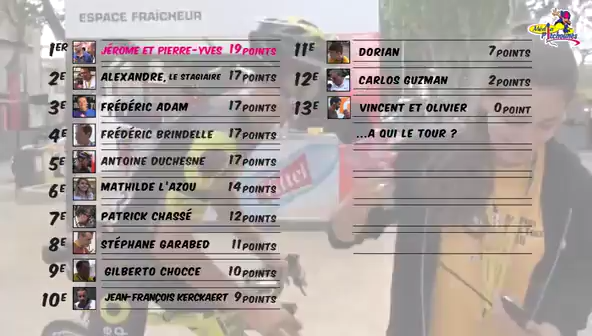 ESPACE FRAÎCHEUR
1ER JÉROME ET PIERRE-YVES 19 POINTS
2E ALEXANDRE, LE STAGIAIRE 17 POINTS
3E FRÉDÉRIC ADAM 17 POINTS
4E FRÉDÉRIC BRINDELLE 17 POINTS
5E ANTOINE DUCHESNE 17 POINTS
6E MATHILDE L'AZOU 14 POINTS
7E PATRICK CHASSÉ 12 POINTS
8E STÉPHANE GARABED 11 POINTS
9E GILBERTO CHOCCE 10 POINTS
10E JEAN-FRANÇOIS KERCKAERT 9 POINTS
11E DORIAN 7 POINTS
12E CARLOS GUZMAN 2 POINTS
13E VINCENT ET OLIVIER 0 POINT
...A QUI LE TOUR ?